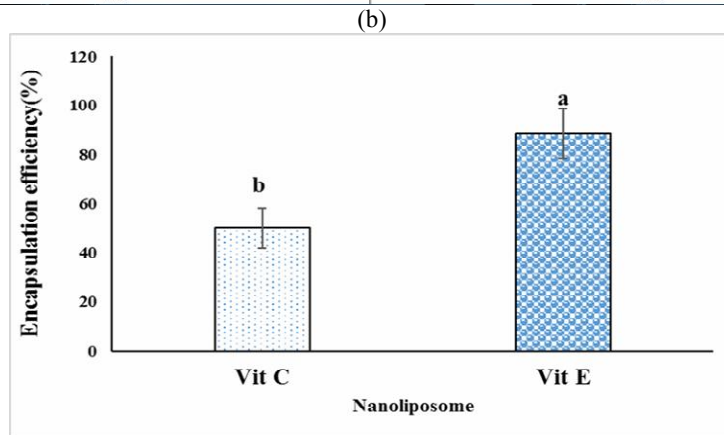 (b)
120
100
80
60
40
20
0
Encapsulation efficiency(%)
b
a
Vit C Vit E
Nanoliposome